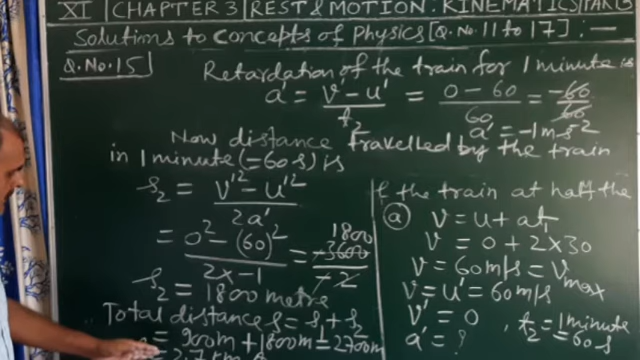 XI | CHAPTER 3 | REST & MOTION: KINEMATICS | PART
Solutions to Concepts of Physics [Q. No. 11 to 17] : —
Q. No. 15
Retardation of the train for 1 minute is
a' = (v' - u')/t₂ = (0 - 60)/60 = -60/60
a' = -1 m s⁻²
Now distance travelled by the train
in 1 minute (= 60 s) is
s₂ = (v'² - u'²)/2a'
= (0² - (60)²)/(2 x -1) = -3600/-2 1800
s₂ = 1800 metre
Total distance s = s₁ + s₂
= 900m + 1800m = 2700m
= 2.7 km
f the train at half the
(a) v = u + at₁
v = 0 + 2 x 30
v = 60 m/s = v max
v = u' = 60 m/s
v' = 0 , t₂ = 1 minute
a' = ? = 60 s